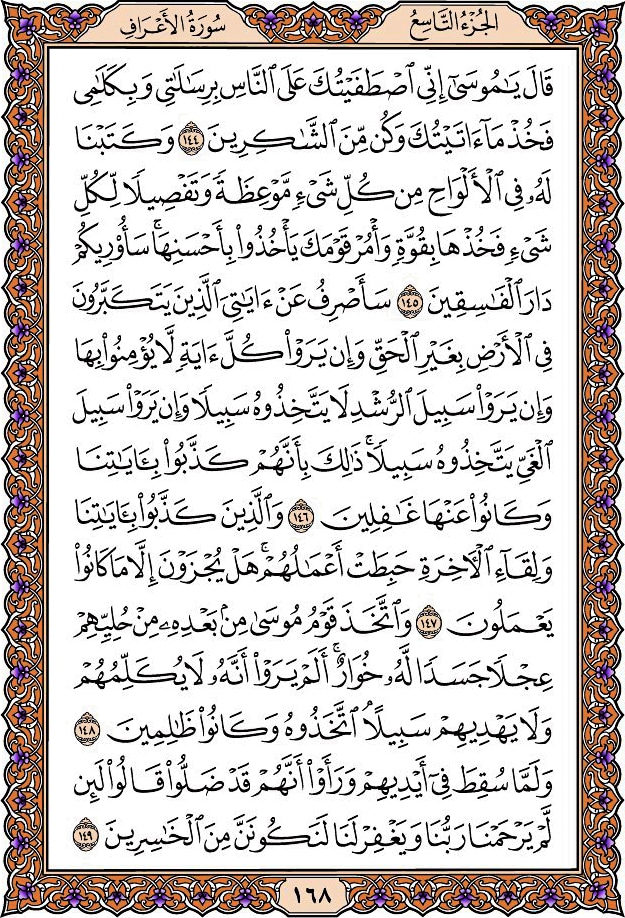 الجُزْءُ التَّاسِعُ
سُورَةُ الأَعْرَافِ
قَالَ يَٰمُوسَىٰٓ إِنِّي ٱصْطَفَيْتُكَ عَلَى ٱلنَّاسِ بِرِسَٰلَٰتِي وَبِكَلَٰمِي
فَخُذْ مَآ ءَاتَيْتُكَ وَكُن مِّنَ ٱلشَّٰكِرِينَ ١٤٤ وَكَتَبْنَا
لَهُۥ فِي ٱلْأَلْوَاحِ مِن كُلِّ شَيْءٍ مَّوْعِظَةً وَتَفْصِيلًا لِّكُلِّ
شَيْءٍ فَخُذْهَا بِقُوَّةٍ وَأْمُرْ قَوْمَكَ يَأْخُذُوا۟ بِأَحْسَنِهَا ۚ سَأُو۟رِيكُمْ
دَارَ ٱلْفَٰسِقِينَ ١٤٥ سَأَصْرِفُ عَنْ ءَايَٰتِيَ ٱلَّذِينَ يَتَكَبَّرُونَ
فِي ٱلْأَرْضِ بِغَيْرِ ٱلْحَقِّ وَإِن يَرَوْا۟ كُلَّ ءَايَةٍ لَّا يُؤْمِنُوا۟ بِهَا
وَإِن يَرَوْا۟ سَبِيلَ ٱلرُّشْدِ لَا يَتَّخِذُوهُ سَبِيلًا وَإِن يَرَوْا۟ سَبِيلَ
ٱلْغَيِّ يَتَّخِذُوهُ سَبِيلًا ۚ ذَٰلِكَ بِأَنَّهُمْ كَذَّبُوا۟ بِـَٔايَٰتِنَا
وَكَانُوا۟ عَنْهَا غَٰفِلِينَ ١٤٦ وَٱلَّذِينَ كَذَّبُوا۟ بِـَٔايَٰتِنَا
وَلِقَآءِ ٱلْءَاخِرَةِ حَبِطَتْ أَعْمَٰلُهُمْ ۚ هَلْ يُجْزَوْنَ إِلَّا مَا كَانُوا۟
يَعْمَلُونَ ١٤٧ وَٱتَّخَذَ قَوْمُ مُوسَىٰ مِنۢ بَعْدِهِۦ مِنْ حُلِيِّهِمْ
عِجْلًا جَسَدًا لَّهُۥ خُوَارٌ ۚ أَلَمْ يَرَوْا۟ أَنَّهُۥ لَا يُكَلِّمُهُمْ
وَلَا يَهْدِيهِمْ سَبِيلًا ۘ ٱتَّخَذُوهُ وَكَانُوا۟ ظَٰلِمِينَ ١٤٨
وَلَمَّا سُقِطَ فِيٓ أَيْدِيهِمْ وَرَأَوْا۟ أَنَّهُمْ قَدْ ضَلُّوا۟ قَالُوا۟ لَئِن
لَّمْ يَرْحَمْنَا رَبُّنَا وَيَغْفِرْ لَنَا لَنَكُونَنَّ مِنَ ٱلْخَٰسِرِينَ ١٤٩
١٦٨